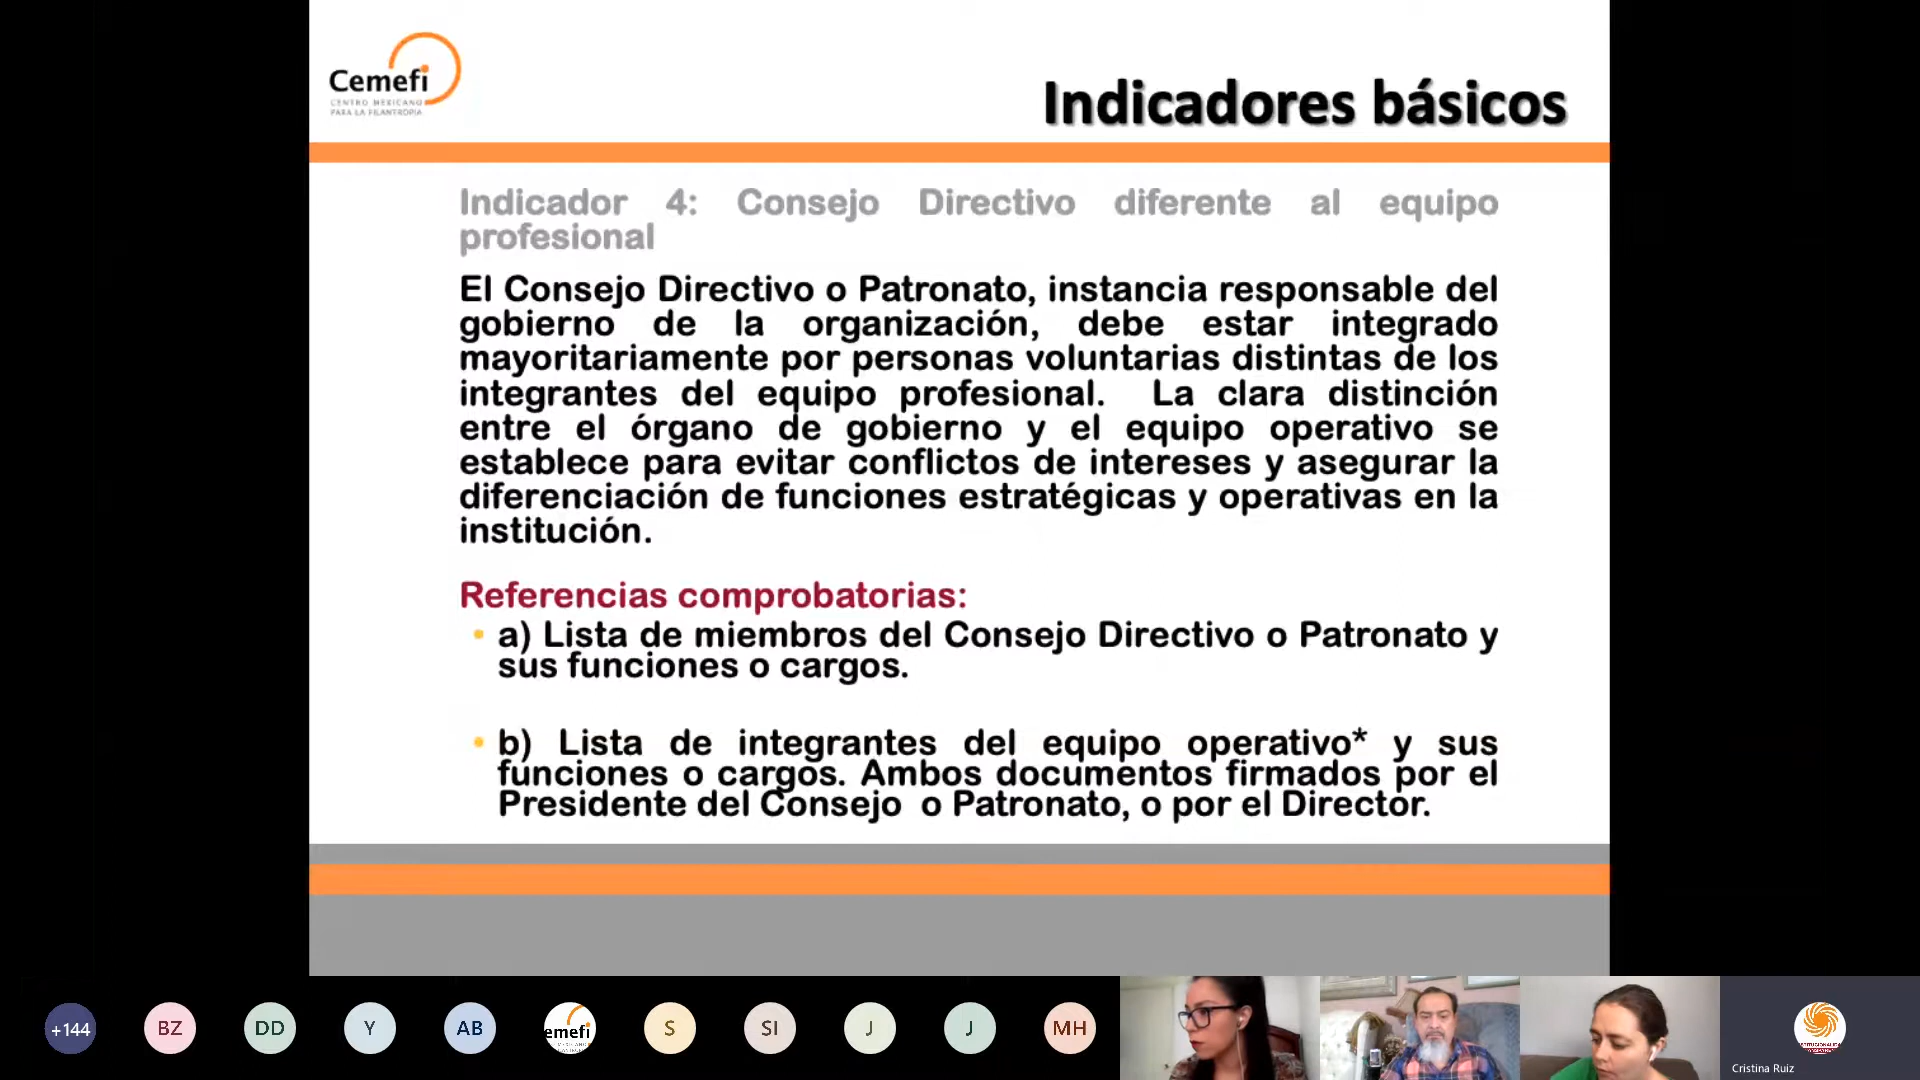 Cemefi
CENTRO MEXICANO
PARA LA FILANTROPÍA
Indicadores básicos
Indicador 4: Consejo Directivo diferente al equipo
profesional
El Consejo Directivo o Patronato, instancia responsable del
gobierno de la organización, debe estar integrado
mayoritariamente por personas voluntarias distintas de los
integrantes del equipo profesional. La clara distinción
entre el órgano de gobierno y el equipo operativo se
establece para evitar conflictos de intereses y asegurar la
diferenciación de funciones estratégicas y operativas en la
institución.
Referencias comprobatorias:
• a) Lista de miembros del Consejo Directivo o Patronato y
sus funciones o cargos.
• b) Lista de integrantes del equipo operativo* y sus
funciones o cargos. Ambos documentos firmados por el
Presidente del Consejo o Patronato, o por el Director.
+144
BZ
DD
Y
AB
emefi
S
SI
J
J
MH
Cristina Ruiz